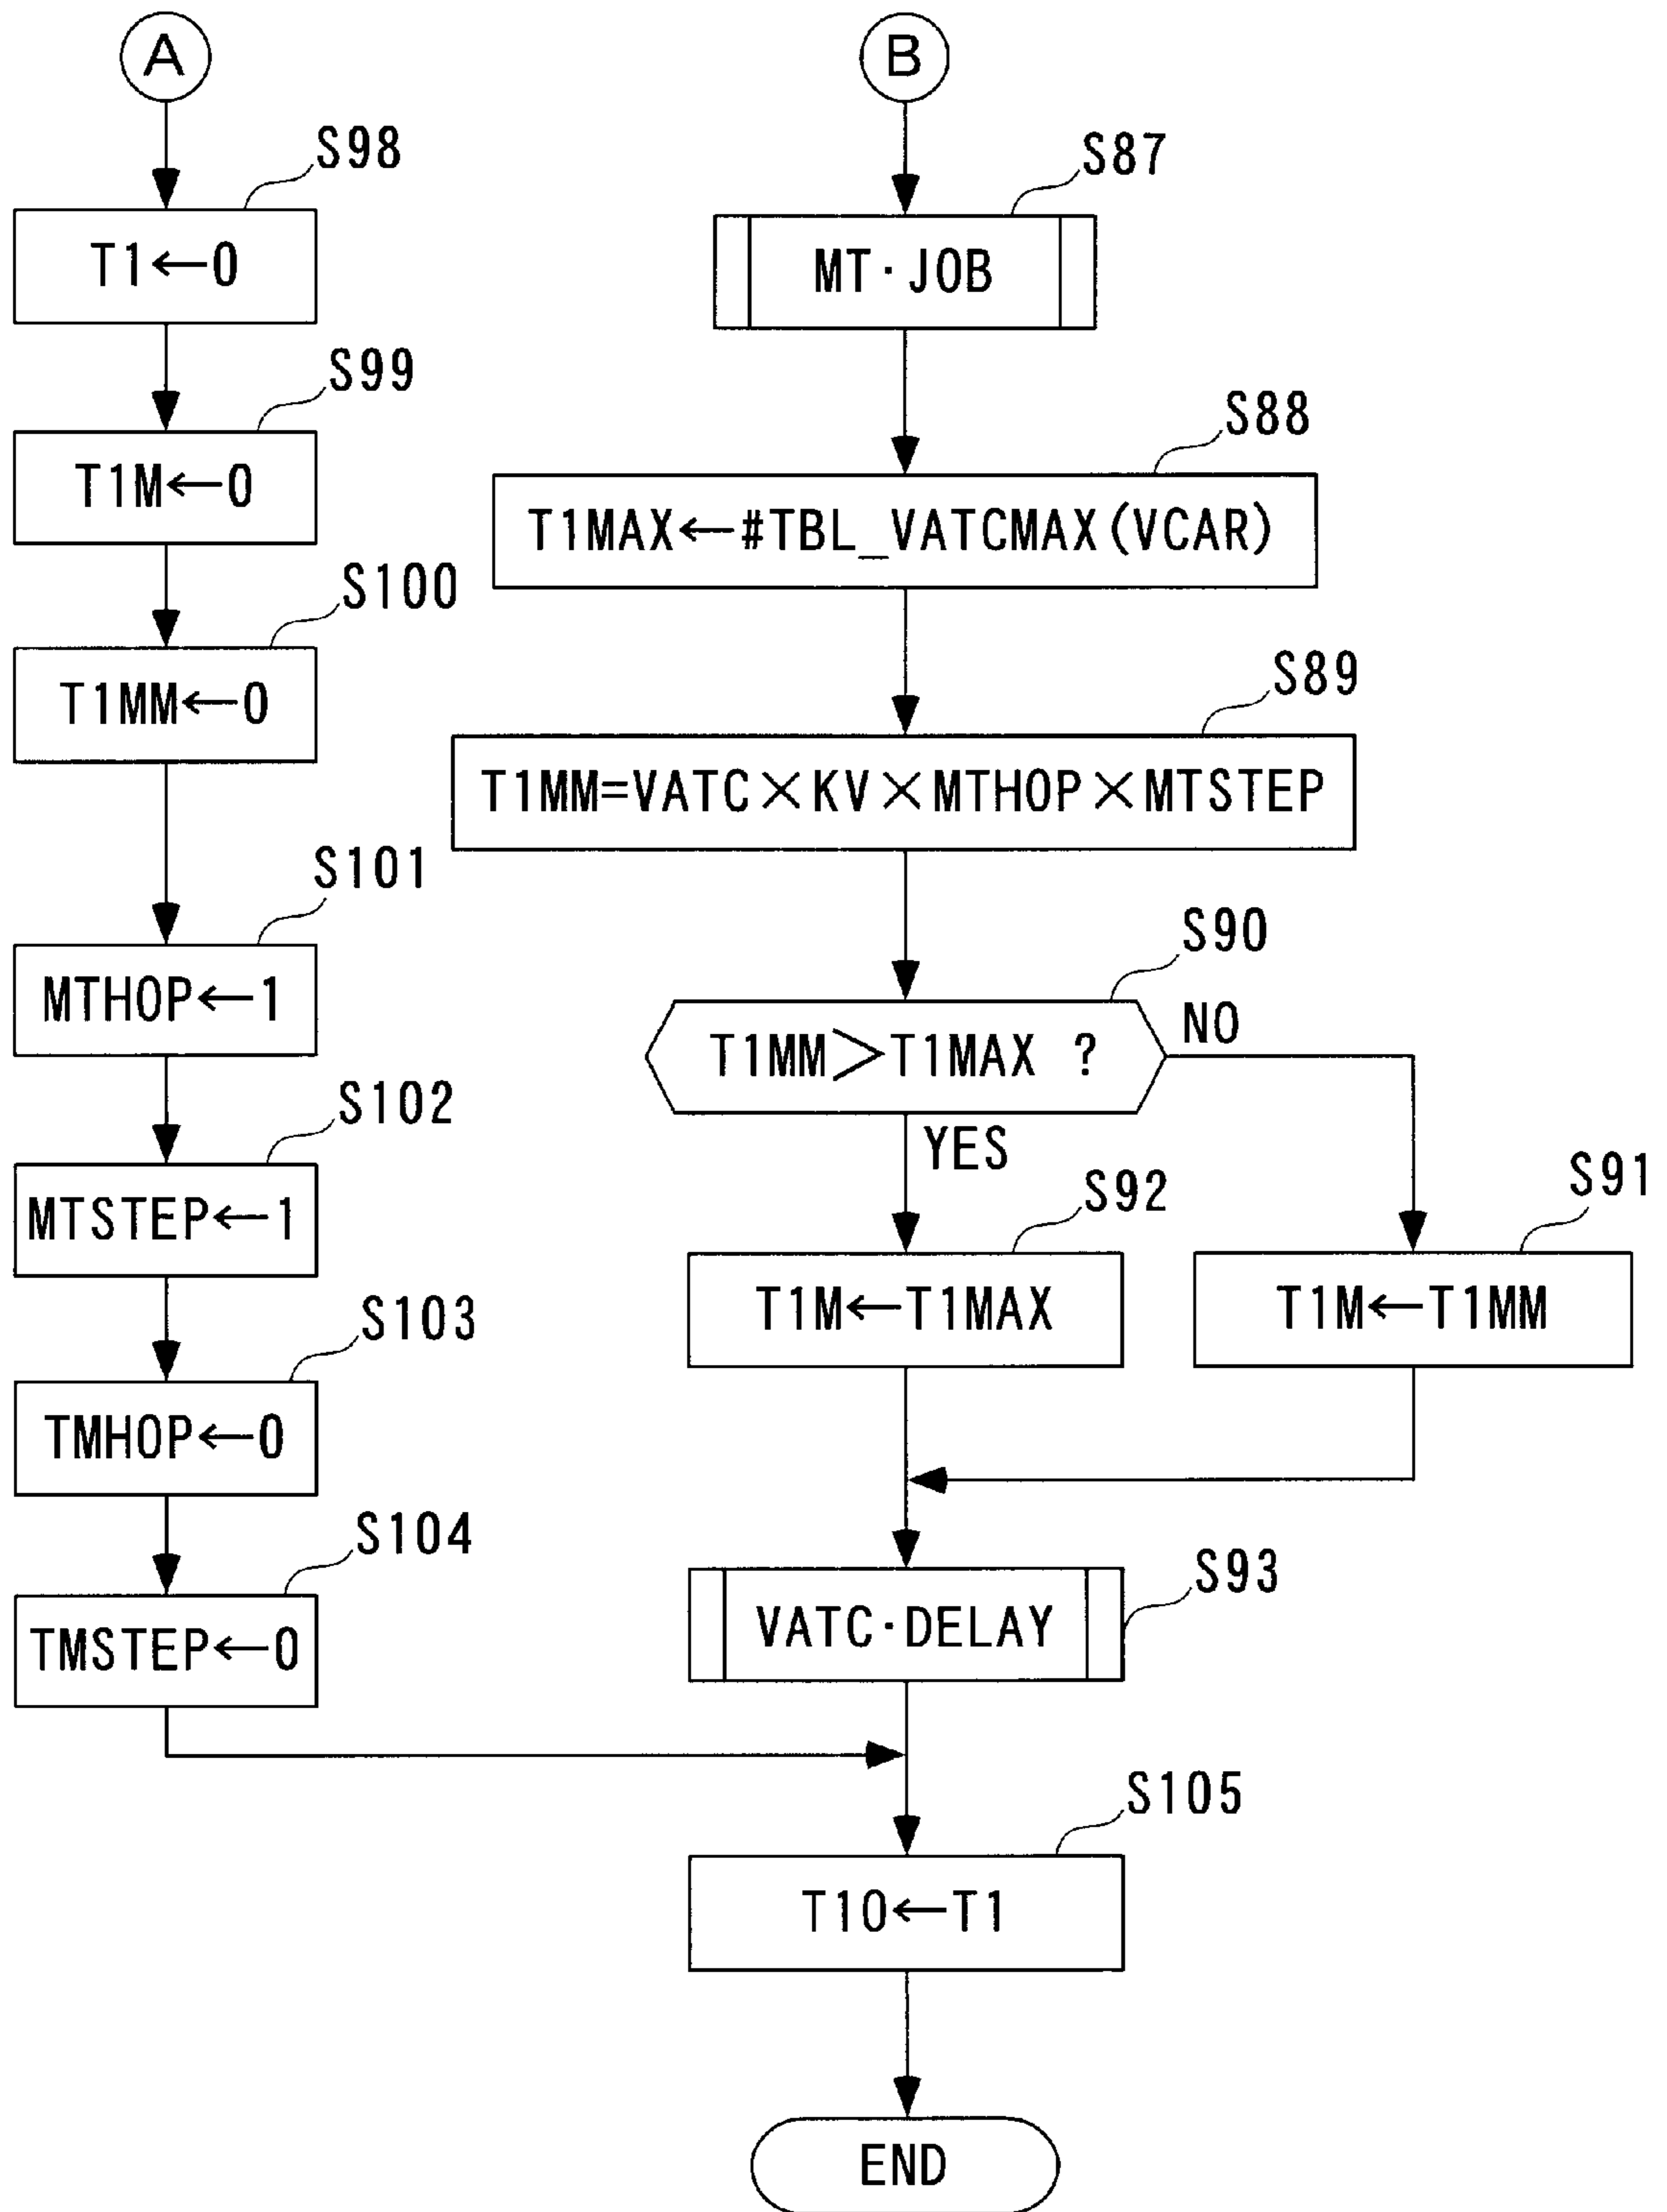 A
S98
T1←0
S99
T1M←0
S100
T1MM←0
S101
MTHOP←1
S102
MTSTEP←1
S103
TMHOP←0
S104
TMSTEP←0
B
S87
MT·JOB
S88
T1MAX←#TBL_VATCMAX(VCAR)
S89
T1MM=VATC×KV×MTHOP×MTSTEP
S90
T1MM>T1MAX ?
NO
YES
S92
T1M←T1MAX
S91
T1M←T1MM
S93
VATC·DELAY
S105
T10←T1
END